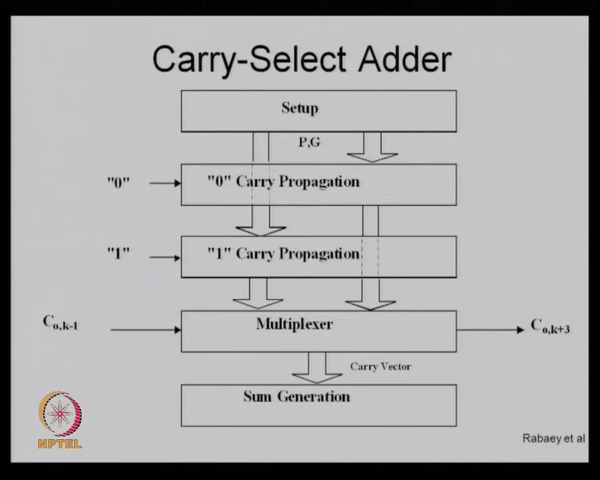 Carry-Select Adder
Setup
P,G
"0"
"0" Carry Propagation
"1"
"1" Carry Propagation
Co,k-1
Multiplexer
Co,k+3
Carry Vector
Sum Generation
NPTEL
Rabaey et al